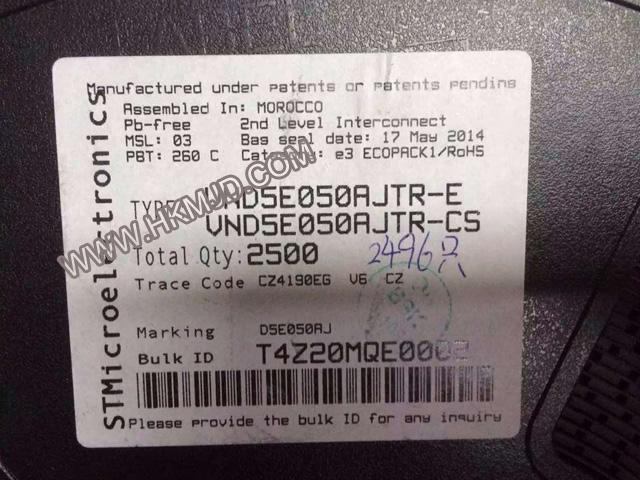 Manufactured under patents or patents pending
Assembled In: MOROCCO
Pb-free 2nd Level Interconnect
MSL: 03 Bag seal date: 17 May 2014
PBT: 260 C Category: e3 ECOPACK1/RoHS
TYPE: VND5E050AJTR-E
VND5E050AJTR-CS
Total Qty: 2500 2496只
Trace Code CZ4190EG V6 CZ
Marking D5E050AJ
Bulk ID T4Z20MQE0002
Please provide the bulk ID for any inquiry
STMicroelectronics
WWW.HKMJD.COM